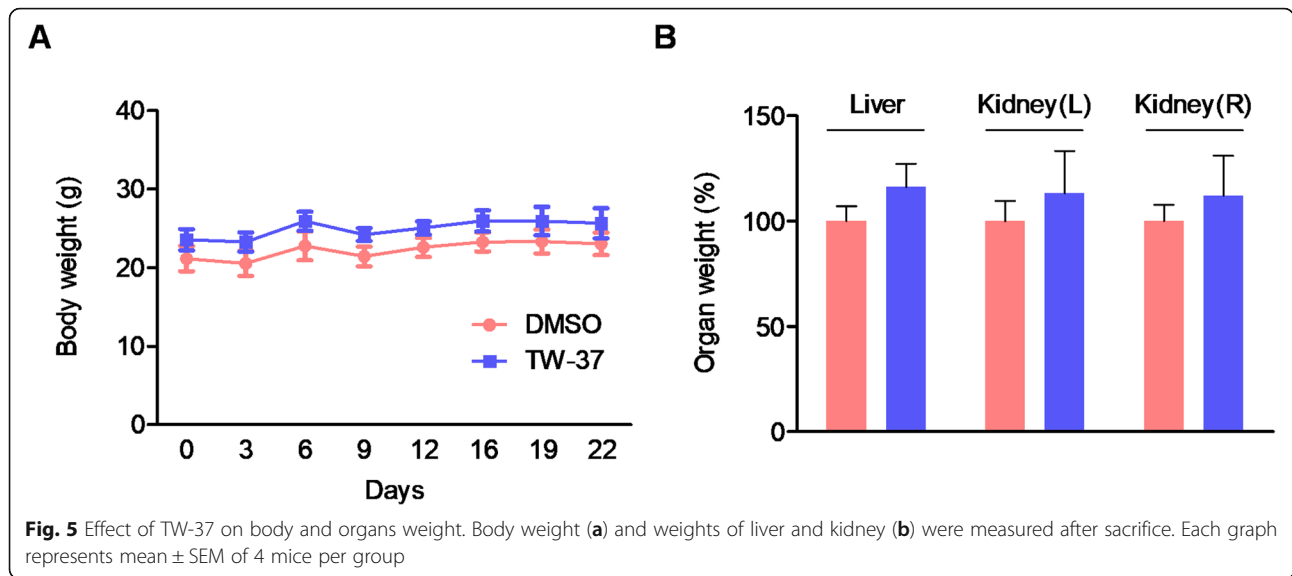 A
Body weight (g)
40
30
20
10
0
DMSO
TW-37
0 3 6 9 12 16 19 22
Days
B
Liver Kidney(L) Kidney(R)
Organ weight (%)
150
100
50
0
Fig. 5 Effect of TW-37 on body and organs weight. Body weight (a) and weights of liver and kidney (b) were measured after sacrifice. Each graph
represents mean ± SEM of 4 mice per group